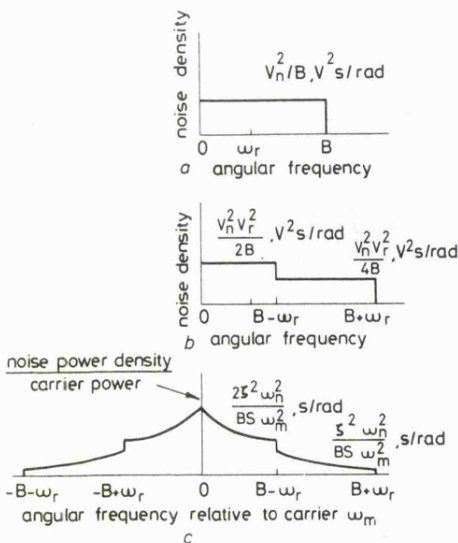 noise density
V_n^2/B, V^2 s/rad
0 ω_r B
a angular frequency
noise density
V_n^2 V_r^2 / 2B , V^2 s/rad
V_n^2 V_r^2 / 4B , V^2 s/rad
0 B-ω_r B+ω_r
b angular frequency
noise power density
carrier power
2ζ^2 ω_n^2 / BS ω_m^2 , s/rad
ζ^2 ω_n^2 / BS ω_m^2 , s/rad
-B-ω_r -B+ω_r 0 B-ω_r B+ω_r
angular frequency relative to carrier ω_m
c